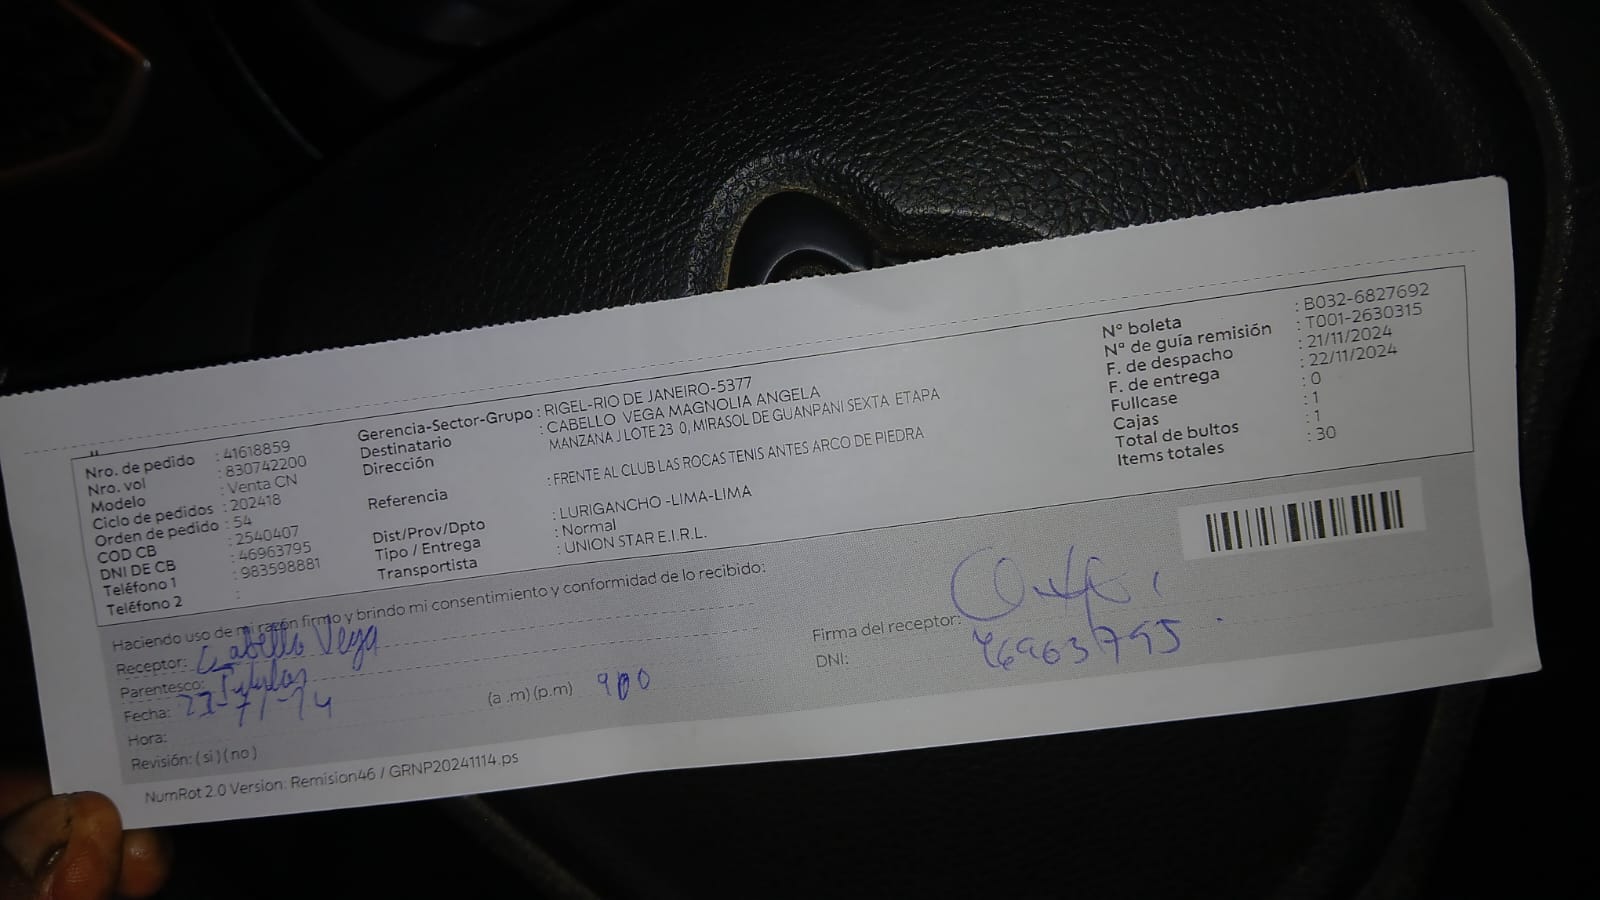 Nro. de pedido : 41618859
Nro. vol : 830742200
Modelo : Venta CN
Ciclo de pedidos : 202418
Orden de pedido : 54
COD CB : 2540407
DNI DE CB : 46963795
Teléfono 1 : 983598881
Teléfono 2 :
Gerencia-Sector-Grupo : RIGEL-RIO DE JANEIRO-5377
Destinatario : CABELLO VEGA MAGNOLIA ANGELA
Dirección MANZANA J LOTE 23 0, MIRASOL DE GUANPANI SEXTA ETAPA
Referencia : FRENTE AL CLUB LAS ROCAS TENIS ANTES ARCO DE PIEDRA
Dist/Prov/Dpto : LURIGANCHO -LIMA-LIMA
Tipo / Entrega : Normal
Transportista : UNION STAR E.I.R.L.
N° boleta : B032-6827692
N° de guía remisión : T001-2630315
F. de despacho : 21/11/2024
F. de entrega : 22/11/2024
Fullcase : 0
Cajas : 1
Total de bultos : 1
Items totales : 30
Haciendo uso de mi razón firmo y brindo mi consentimiento y conformidad de lo recibido:
Receptor: Cabello Vega
Parentesco:
Fecha:
Hora: (a .m) (p.m) 900
Revisión: ( si ) ( no )
Firma del receptor:
DNI: 46963795
NumRot 2.0 Version: Remision46 / GRNP20241114.ps